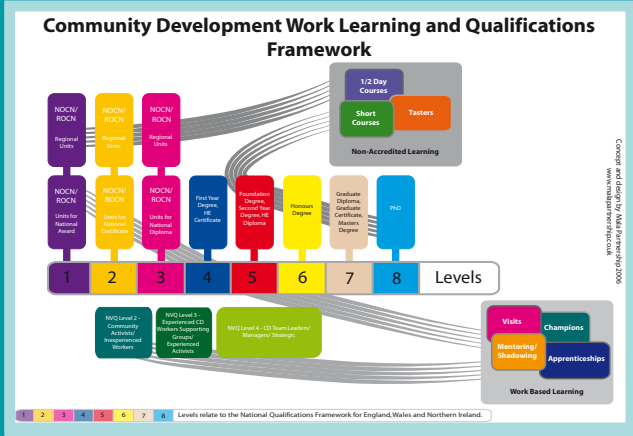 Community Development Work Learning and Qualifications
Framework
1/2 Day
Courses
Short
Courses
Tasters
Non-Accredited Learning
NOCN/
ROCN
Regional
Units
NOCN/
ROCN
Regional
Units
NOCN/
ROCN
Regional
Units
NOCN/
ROCN
Units for
National
Award
NOCN/
ROCN
Units for
National
Certificate
NOCN/
ROCN
Units for
National
Diploma
First Year
Degree, HE
Certificate
Foundation
Degree,
Second Year
Degree, HE
Diploma
Honours
Degree
Graduate
Diploma,
Graduate
Certificate,
Masters
Degree
PhD
1 2 3 4 5 6 7 8 Levels
NVQ Level 2 -
Community
Activists/
Inexperienced
Workers
NVQ Level 3 -
Experienced CD
Workers Supporting
Groups/
Experienced
Activists
NVQ Level 4 - CD Team Leaders/
Managers/ Strategic
Visits
Champions
Mentoring/
Shadowing
Apprenticeships
Work Based Learning
Concept and design by Mala Partnership 2006
www.malapartnership.co.uk
1 2 3 4 5 6 7 8 Levels relate to the National Qualifications Framework for England, Wales and Northern Ireland.